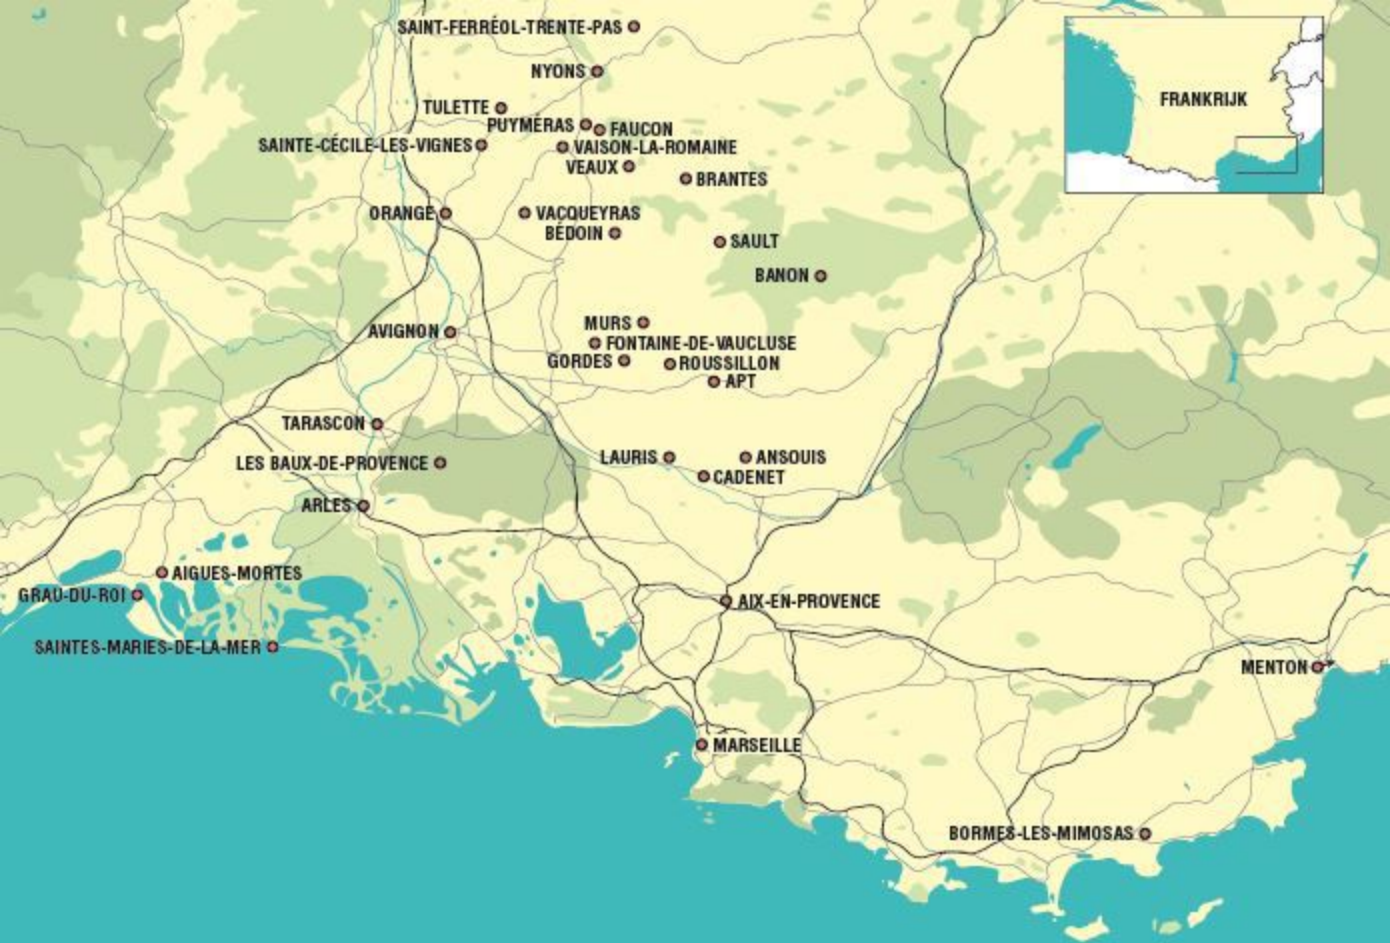 SAINT-FERRÉOL-TRENTE-PAS
NYONS
FRANKRIJK
TULETTE
PUYMÉRAS
FAUCON
SAINTE-CÉCILE-LES-VIGNES
VAISON-LA-ROMAINE
VEAUX
BRANTES
ORANGE
VACQUEYRAS
BÉDOIN
SAULT
BANON
MURS
AVIGNON
FONTAINE-DE-VAUCLUSE
GORDES
ROUSSILLON
APT
TARASCON
LES BAUX-DE-PROVENCE
LAURIS
ANSOUIS
CADENET
ARLES
AIGUES-MORTES
GRAU-DU-ROI
AIX-EN-PROVENCE
SAINTES-MARIES-DE-LA-MER
MENTON
MARSEILLE
BORMES-LES-MIMOSAS